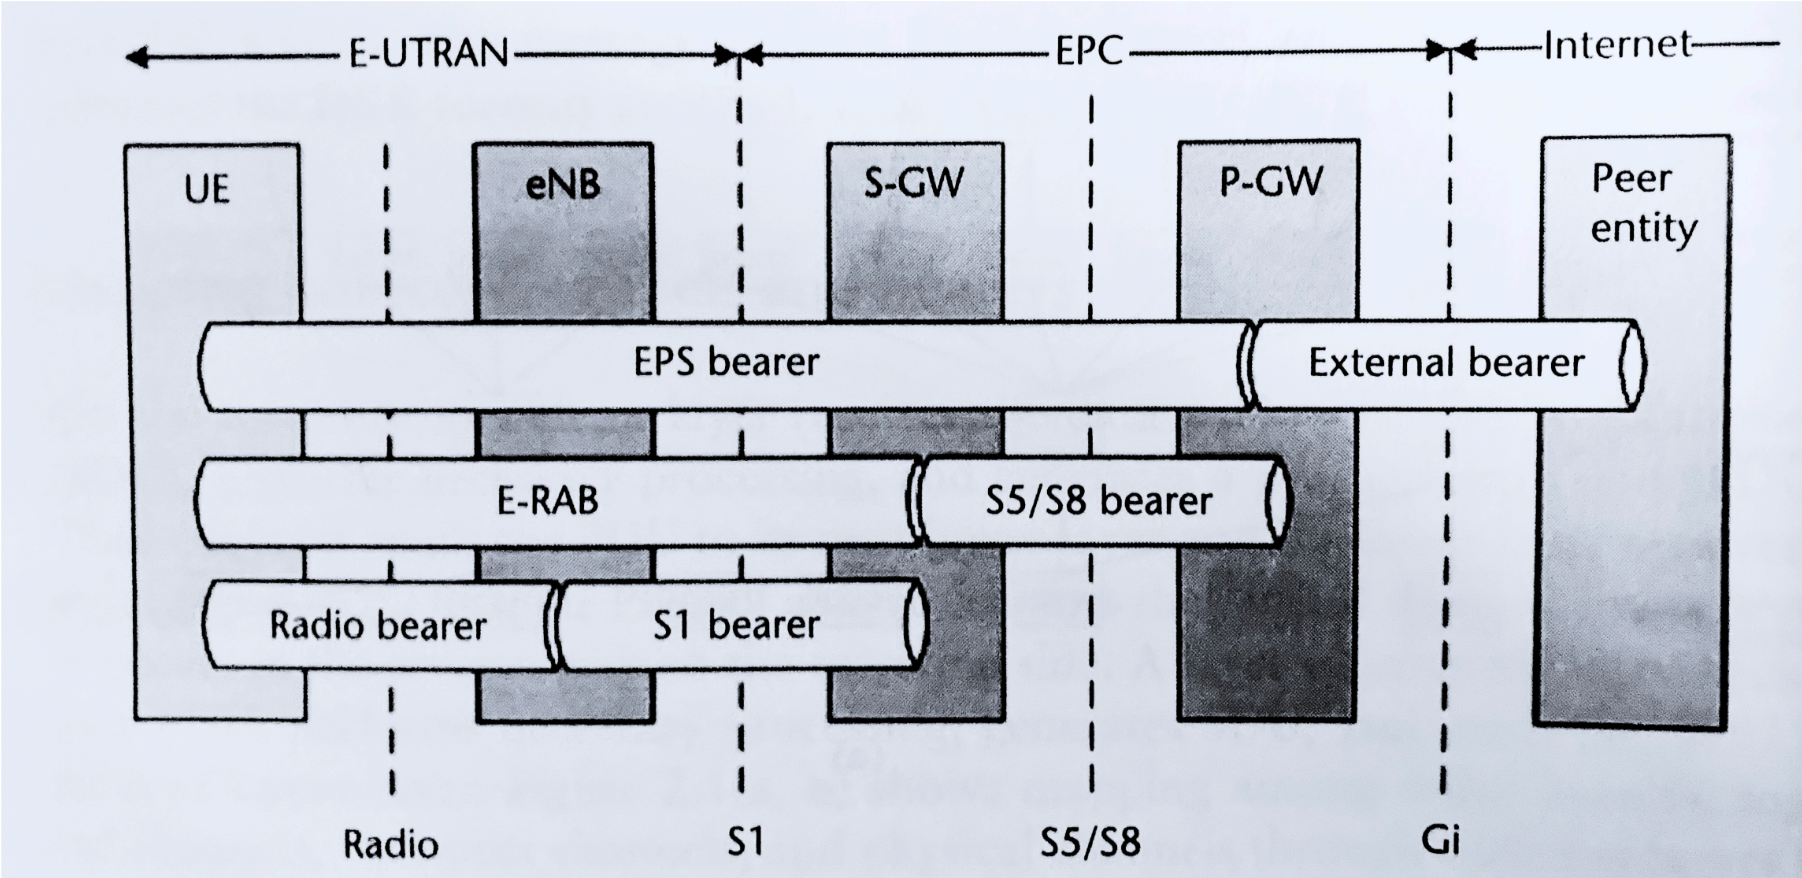 E-UTRAN EPC Internet
UE eNB S-GW P-GW Peer
entity
EPS bearer External bearer
E-RAB S5/S8 bearer
Radio bearer S1 bearer
Radio S1 S5/S8 Gi